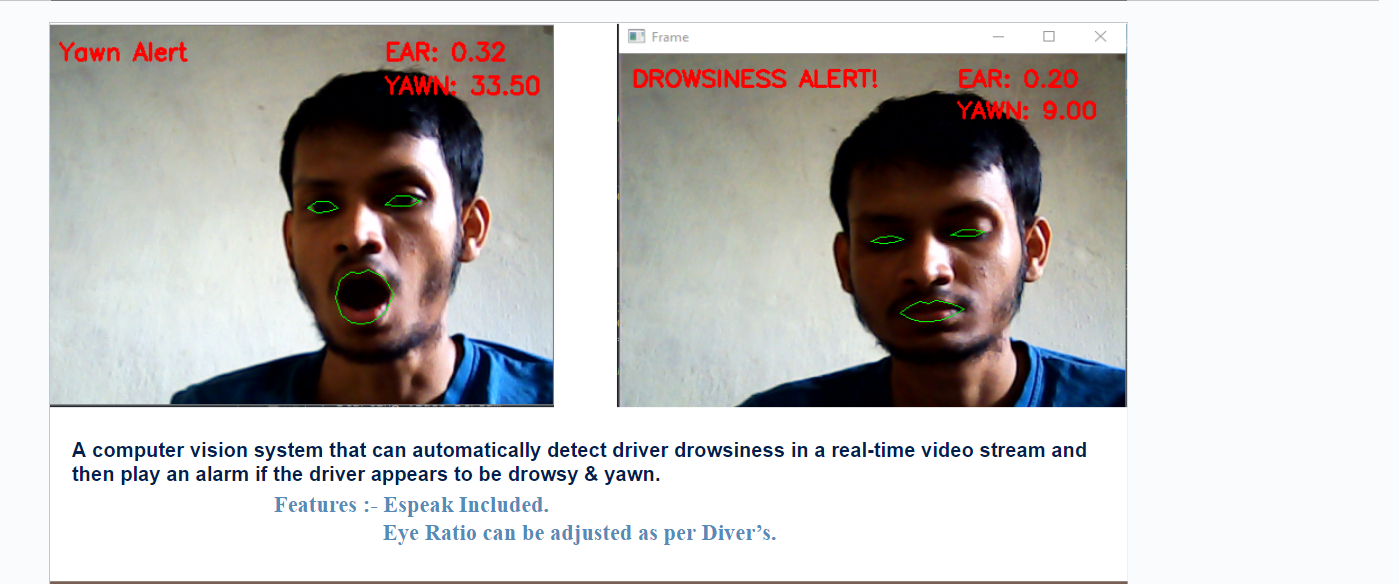 Yawn Alert
EAR: 0.32
YAWN: 33.50
Frame
DROWSINESS ALERT!
EAR: 0.20
YAWN: 9.00
A computer vision system that can automatically detect driver drowsiness in a real-time video stream and
then play an alarm if the driver appears to be drowsy & yawn.
Features :- Espeak Included.
Eye Ratio can be adjusted as per Diver’s.